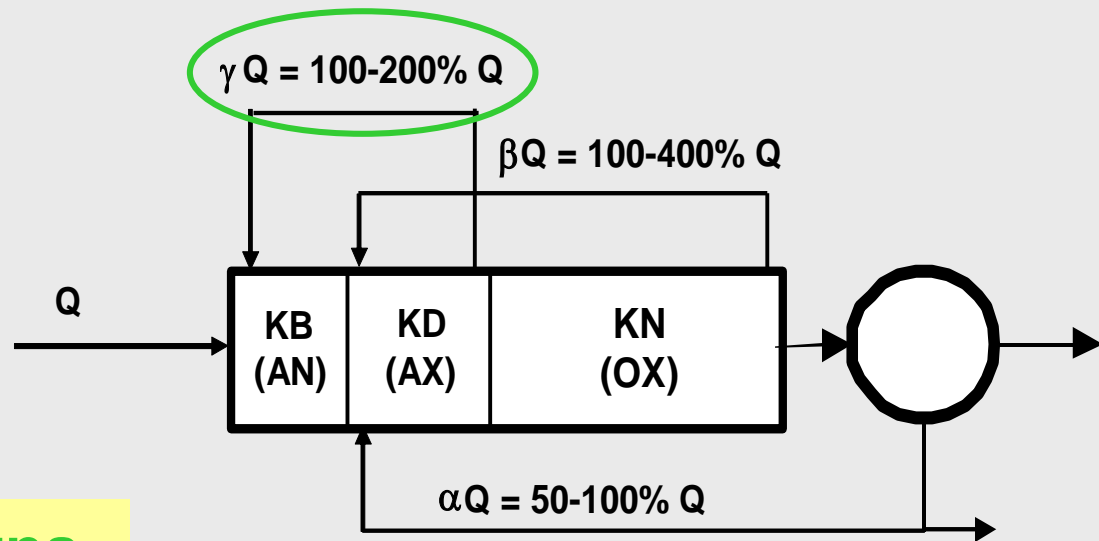 γ Q = 100-200% Q
βQ = 100-400% Q
Q
KB
(AN)
KD
(AX)
KN
(OX)
αQ = 50-100% Q